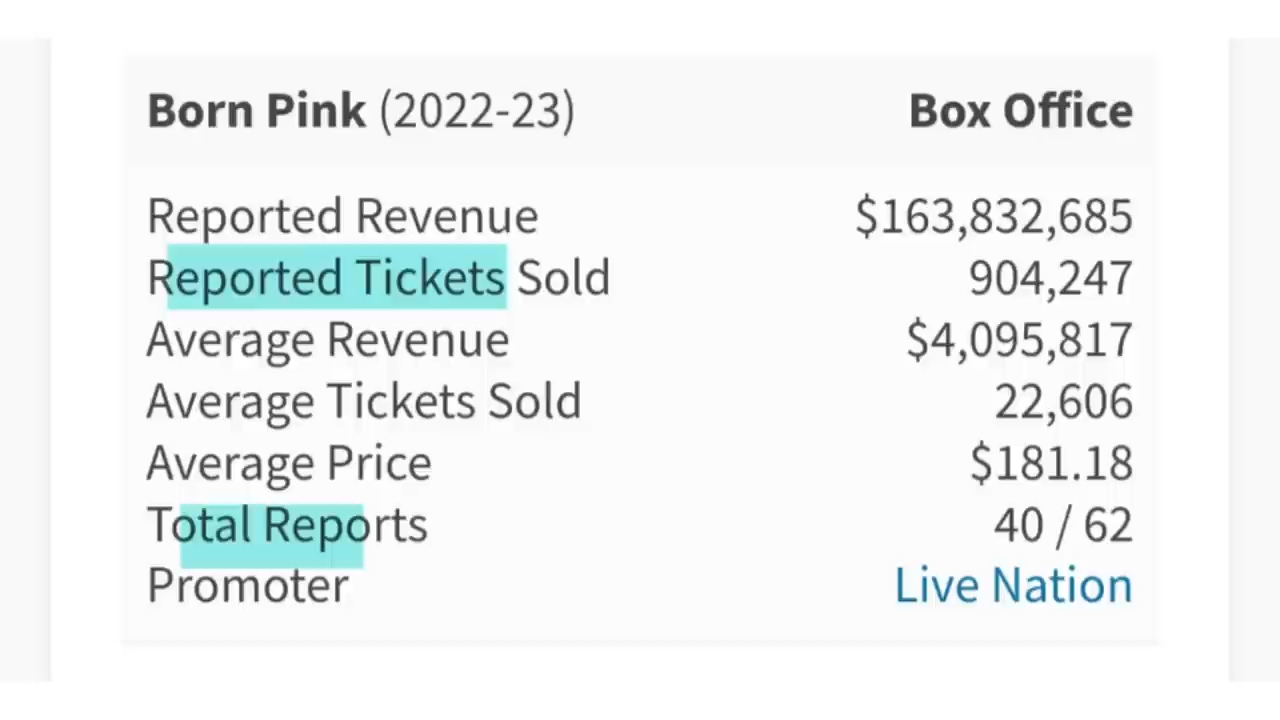 Born Pink (2022-23) Box Office
Reported Revenue $163,832,685
Reported Tickets Sold 904,247
Average Revenue $4,095,817
Average Tickets Sold 22,606
Average Price $181.18
Total Reports 40 / 62
Promoter Live Nation